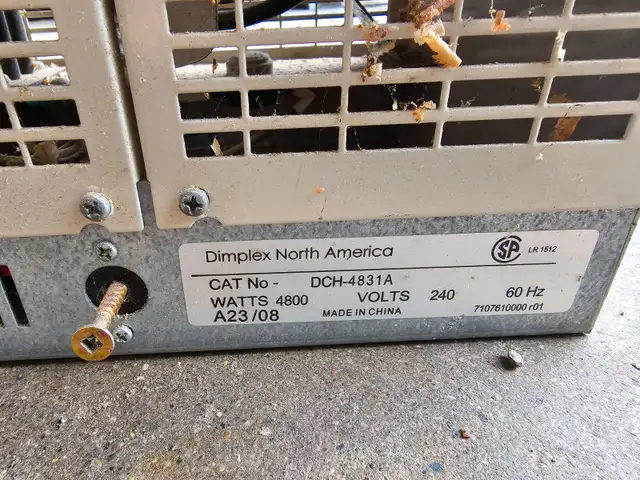 Dimplex North America
SP LR 1512
CAT No - DCH-4831A
WATTS 4800 VOLTS 240 60 Hz
A23/08 MADE IN CHINA 7107610000 r01